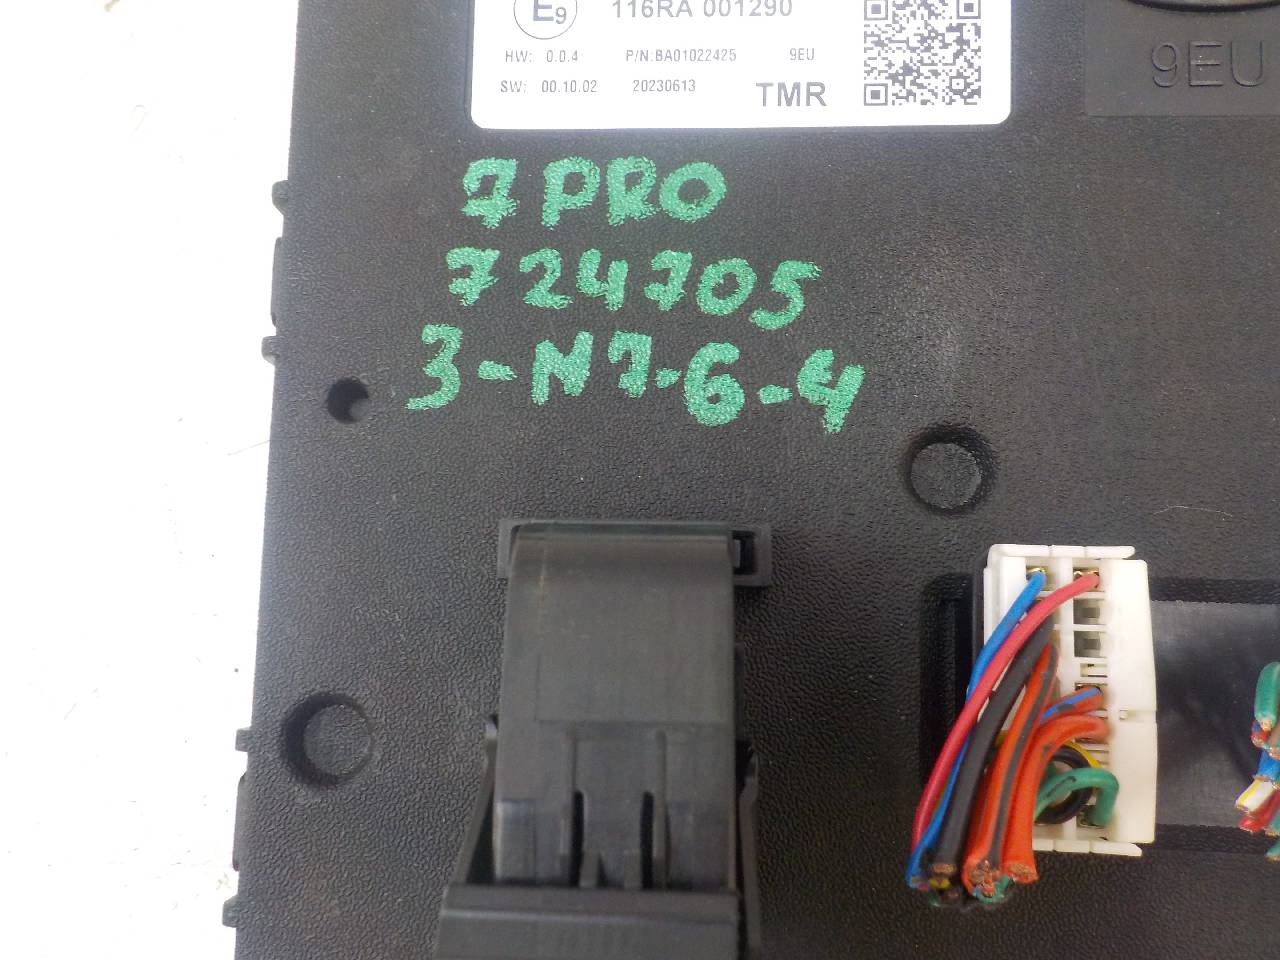 E9 116RA 001290
HW: 0.0.4 P/N:BA01022425 9EU
SW: 00.10.02 20230613 TMR
9EU
7PRO
724705
3-N7-6-4